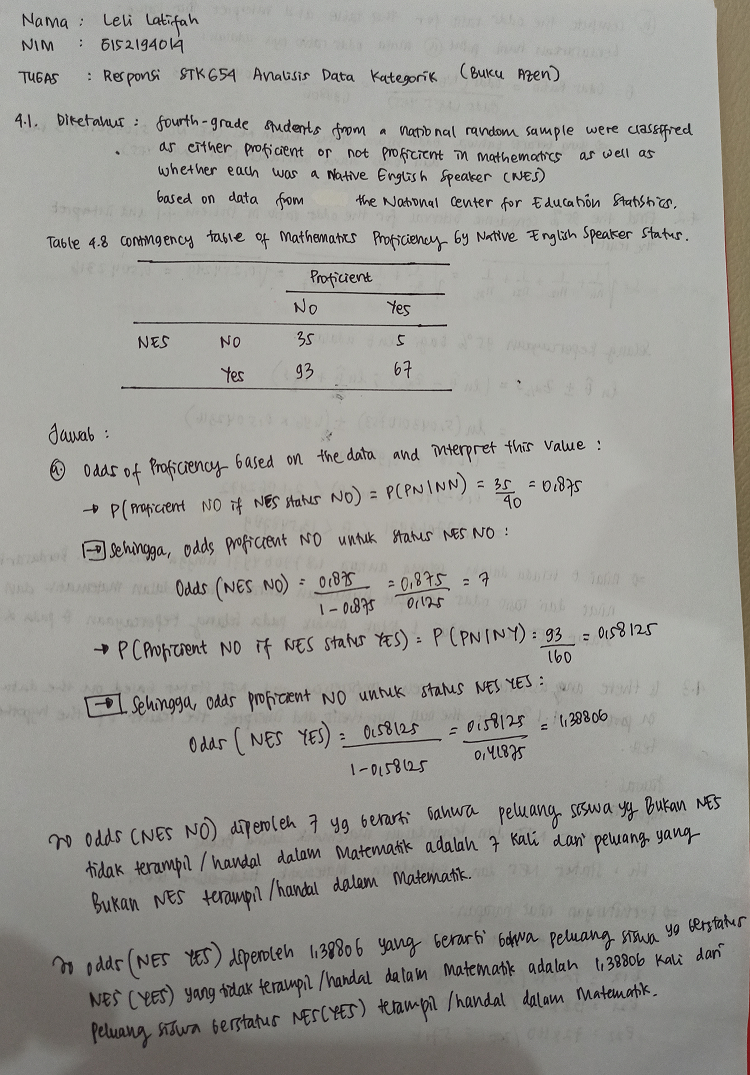 Nama : Leli Latifah
NIM : 5152194014
TUGAS : Responsi STK654 Analisis Data Kategorik (Buku Azen)
4.1. Diketahui : fourth-grade students from a national random sample were classified
as either proficient or not proficient in mathematics as well as
whether each was a Native English Speaker (NES)
based on data from the National Center for Education Statistics.
Table 4.8 contingency table of Mathematics Proficiency by Native English Speaker Status.
Proficient
NO Yes
NES NO 35 5
Yes 93 67
Jawab :
(a) odds of Proficiency based on the data and interpret this value :
→ P(Proficient NO if NES status NO) = P(PN|NN) = 35/40 = 0,875
→ Sehingga, odds proficient NO untuk status NES NO :
Odds (NES NO) = 0,875/1-0,875 = 0,875/0,125 = 7
→ P(Proficient NO if NES status YES) = P(PN|NY) = 93/160 = 0,58125
→ Sehingga, odds proficient NO untuk status NES YES :
Odds (NES YES) = 0,58125/1-0,58125 = 0,58125/0,41875 = 1,38806
odds (NES NO) diperoleh 7 yg berarti bahwa peluang siswa yg Bukan NES
tidak terampil/handal dalam Matematik adalah 7 kali dari peluang yang
Bukan NES terampil/handal dalam Matematik.
odds (NES YES) diperoleh 1,38806 yang berarti bahwa peluang siswa yg berstatus
NES (YES) yang tidak terampil/handal dalam matematik adalah 1,38806 kali dari
Peluang siswa berstatus NES(YES) terampil/handal dalam Matematik.